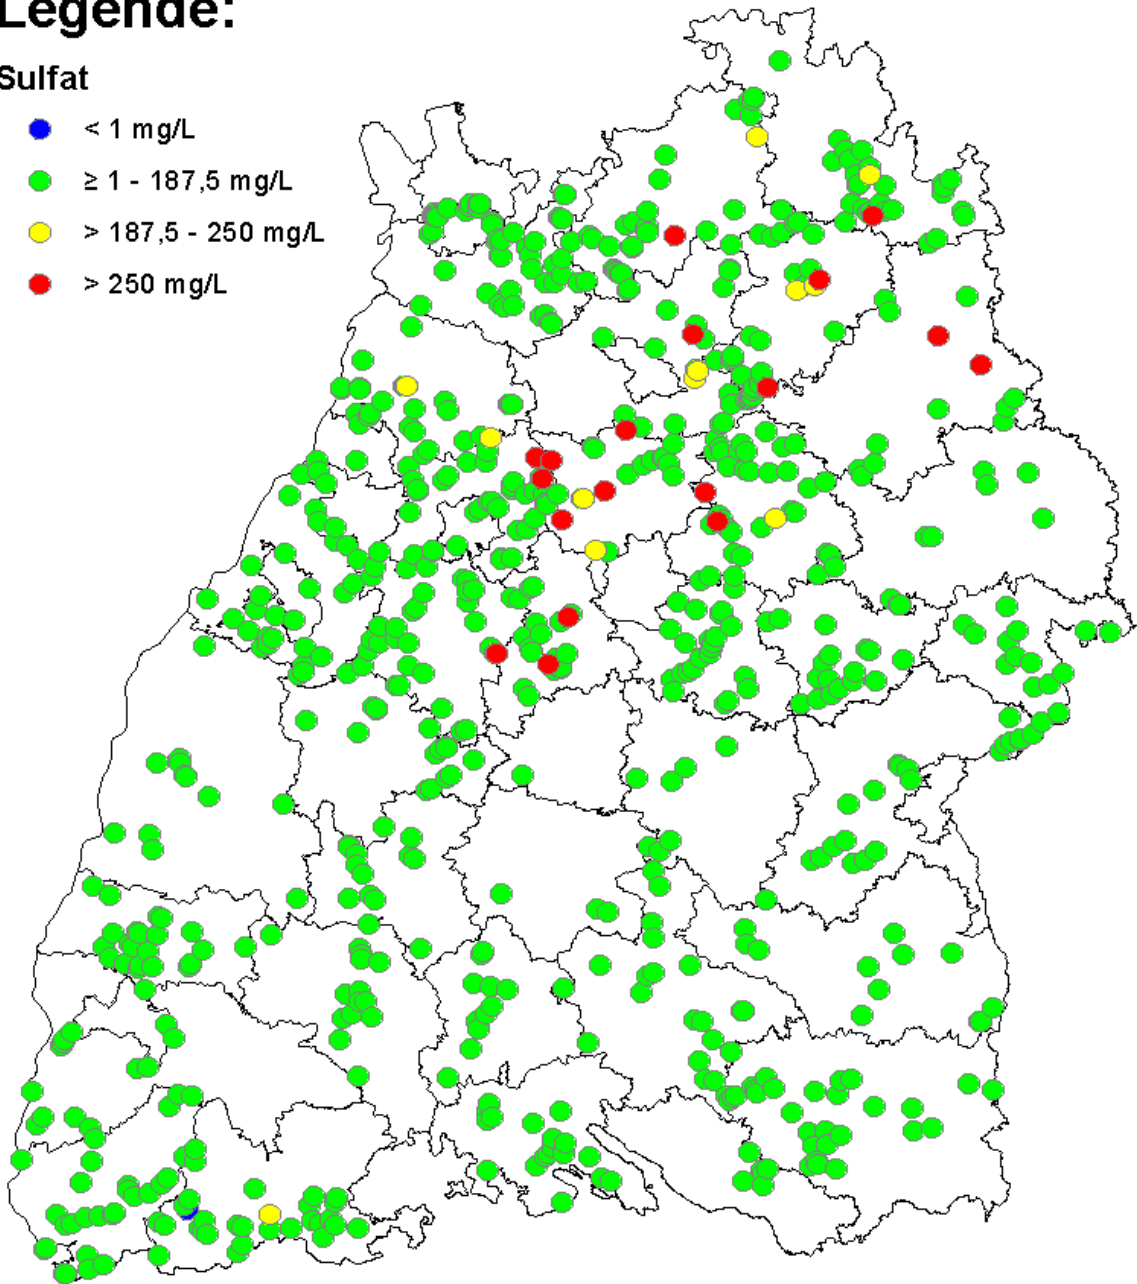 Legende:
Sulfat
< 1 mg/L
≥ 1 - 187,5 mg/L
> 187,5 - 250 mg/L
> 250 mg/L